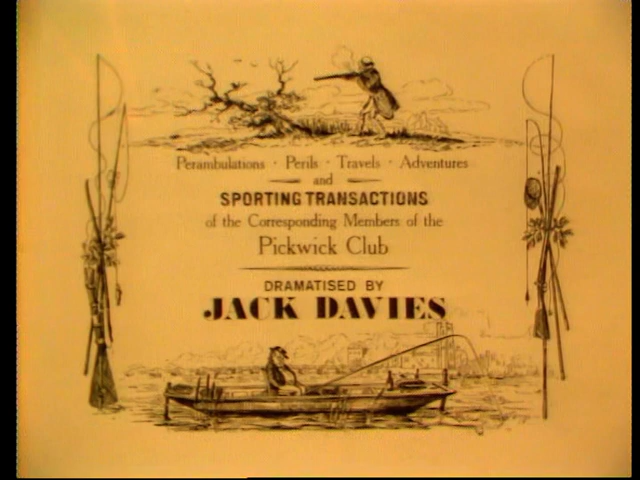 Perambulations · Perils · Travels · Adventures
and
SPORTING TRANSACTIONS
of the Corresponding Members of the
Pickwick Club
DRAMATISED BY
JACK DAVIES